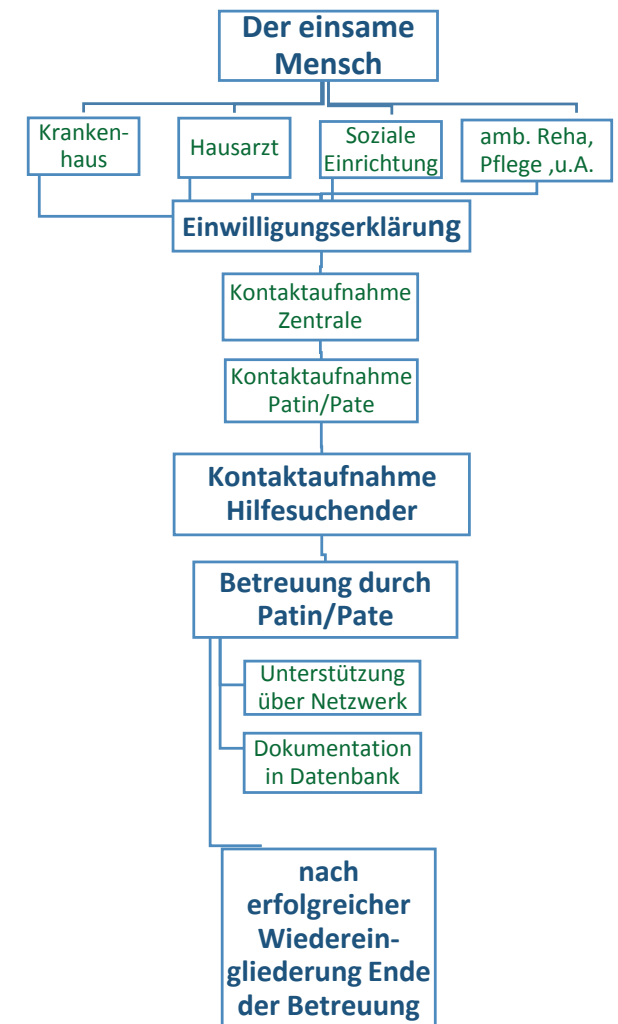 Der einsame
Mensch
Kranken-
haus
Hausarzt
Soziale
Einrichtung
amb. Reha,
Pflege ,u.A.
Einwilligungserklärung
Kontaktaufnahme
Zentrale
Kontaktaufnahme
Patin/Pate
Kontaktaufnahme
Hilfesuchender
Betreuung durch
Patin/Pate
Unterstützung
über Netzwerk
Dokumentation
in Datenbank
nach
erfolgreicher
Wiederein-
gliederung Ende
der Betreuung